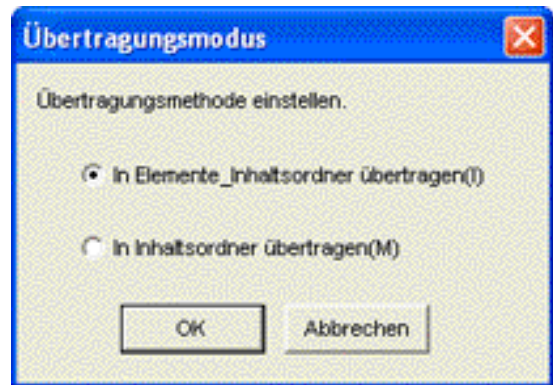 Übertragungsmodus
Übertragungsmethode einstellen.
In Elemente_Inhaltsordner übertragen(I)
In Inhaltsordner übertragen(M)
OK Abbrechen